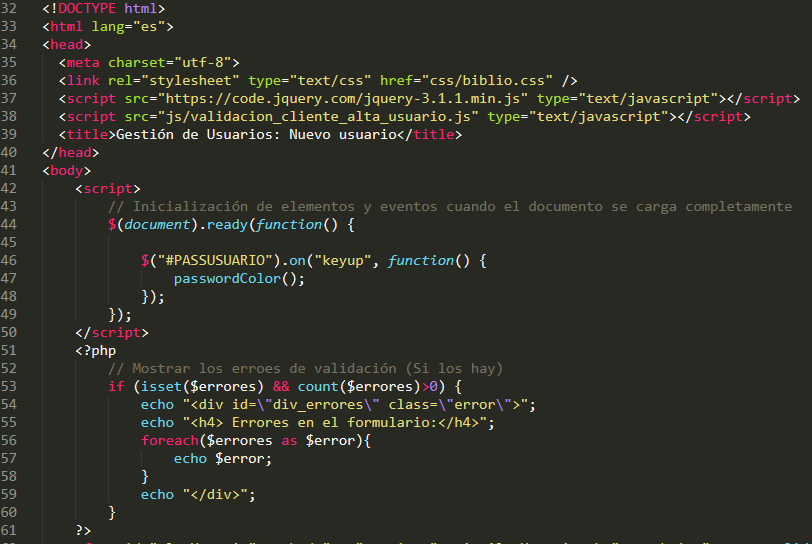 32 <!DOCTYPE html>
33 <html lang="es">
34 <head>
35 <meta charset="utf-8">
36 <link rel="stylesheet" type="text/css" href="css/biblio.css" />
37 <script src="https://code.jquery.com/jquery-3.1.1.min.js" type="text/javascript"></script>
38 <script src="js/validacion_cliente_alta_usuario.js" type="text/javascript"></script>
39 <title>Gestión de Usuarios: Nuevo usuario</title>
40 </head>
41 <body>
42 <script>
43 // Inicialización de elementos y eventos cuando el documento se carga completamente
44 $(document).ready(function() {
45
46 $("#PASSUSUARIO").on("keyup", function() {
47 passwordColor();
48 });
49 });
50 </script>
51 <?php
52 // Mostrar los erroes de validación (Si los hay)
53 if (isset($errores) && count($errores)>0) {
54 echo "<div id=\"div_errores\" class=\"error\">";
55 echo "<h4> Errores en el formulario:</h4>";
56 foreach($errores as $error){
57 echo $error;
58 }
59 echo "</div>";
60 }
61 ?>